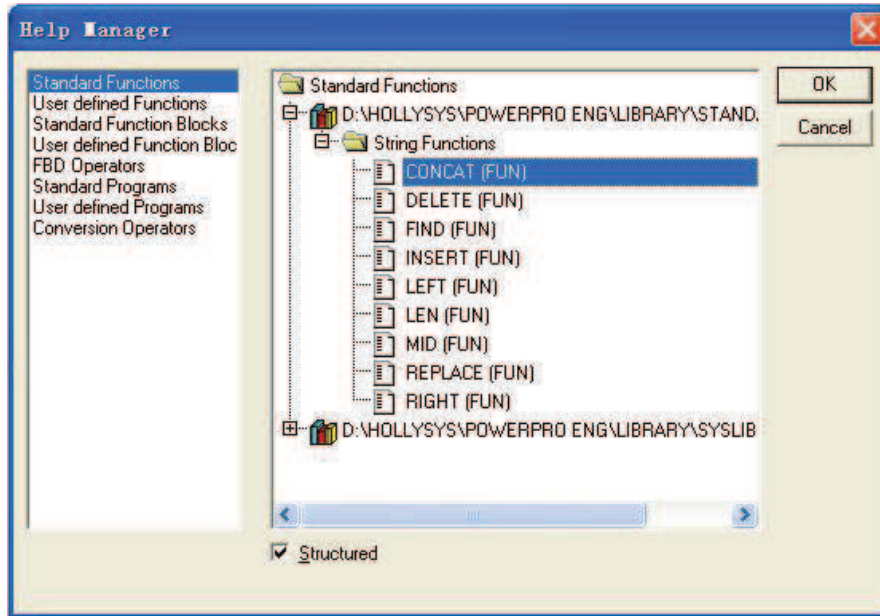 Help Manager
Standard Functions
User defined Functions
Standard Function Blocks
User defined Function Bloc
FBD Operators
Standard Programs
User defined Programs
Conversion Operators
Standard Functions
D:\HOLLYSYS\POWERPRO ENG\LIBRARY\STAND.
String Functions
CONCAT (FUN)
DELETE (FUN)
FIND (FUN)
INSERT (FUN)
LEFT (FUN)
LEN (FUN)
MID (FUN)
REPLACE (FUN)
RIGHT (FUN)
D:\HOLLYSYS\POWERPRO ENG\LIBRARY\SYSLIB
Structured
OK
Cancel